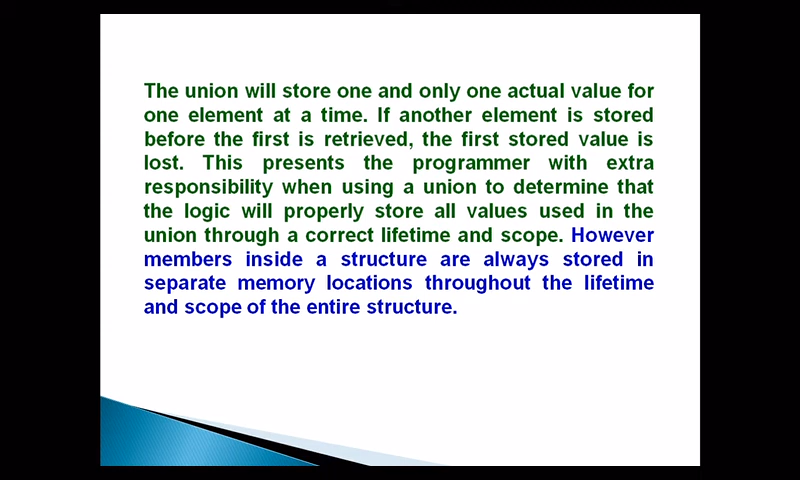 The union will store one and only one actual value for
one element at a time. If another element is stored
before the first is retrieved, the first stored value is
lost. This presents the programmer with extra
responsibility when using a union to determine that
the logic will properly store all values used in the
union through a correct lifetime and scope. However
members inside a structure are always stored in
separate memory locations throughout the lifetime
and scope of the entire structure.